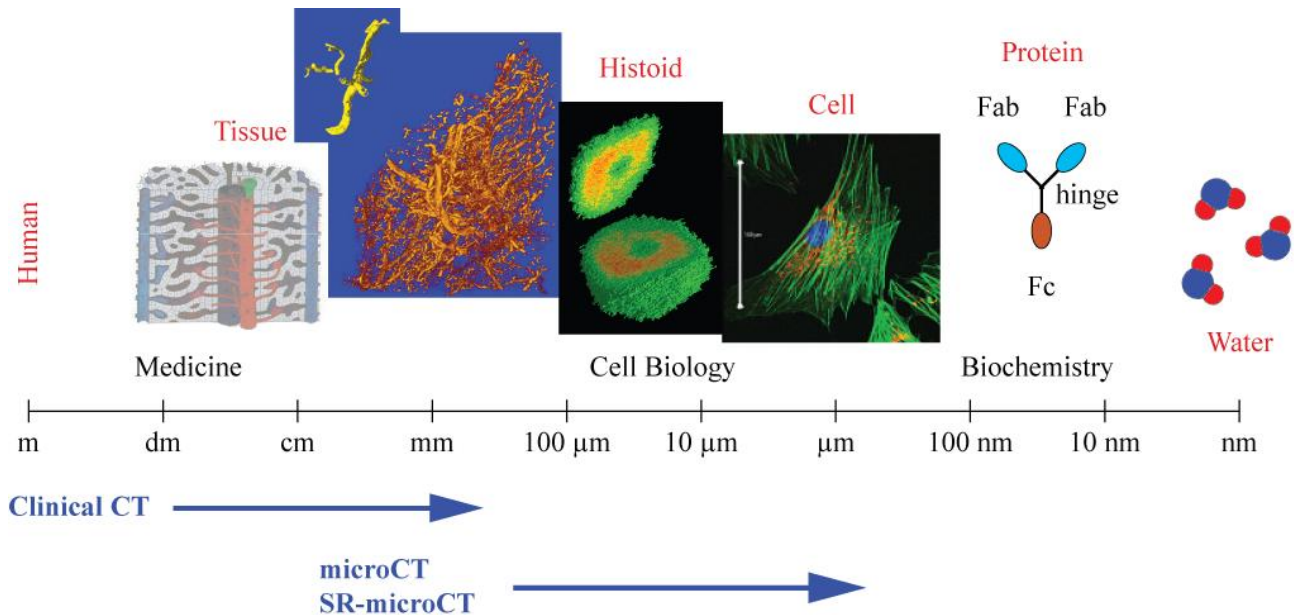 Human
Tissue
Histoid
Cell
Protein
Fab Fab
hinge
Fc
Water
Medicine
Cell Biology
Biochemistry
m dm cm mm 100 µm 10 µm µm 100 nm 10 nm nm
Clinical CT
microCT
SR-microCT